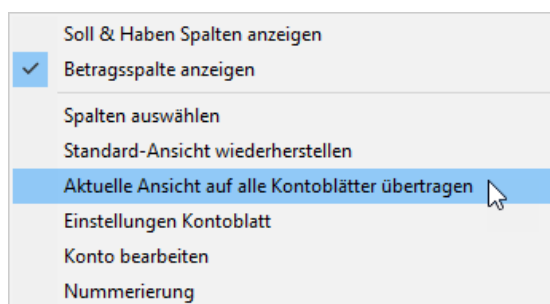 Soll & Haben Spalten anzeigen
Betragsspalte anzeigen
Spalten auswählen
Standard-Ansicht wiederherstellen
Aktuelle Ansicht auf alle Kontoblätter übertragen
Einstellungen Kontoblatt
Konto bearbeiten
Nummerierung